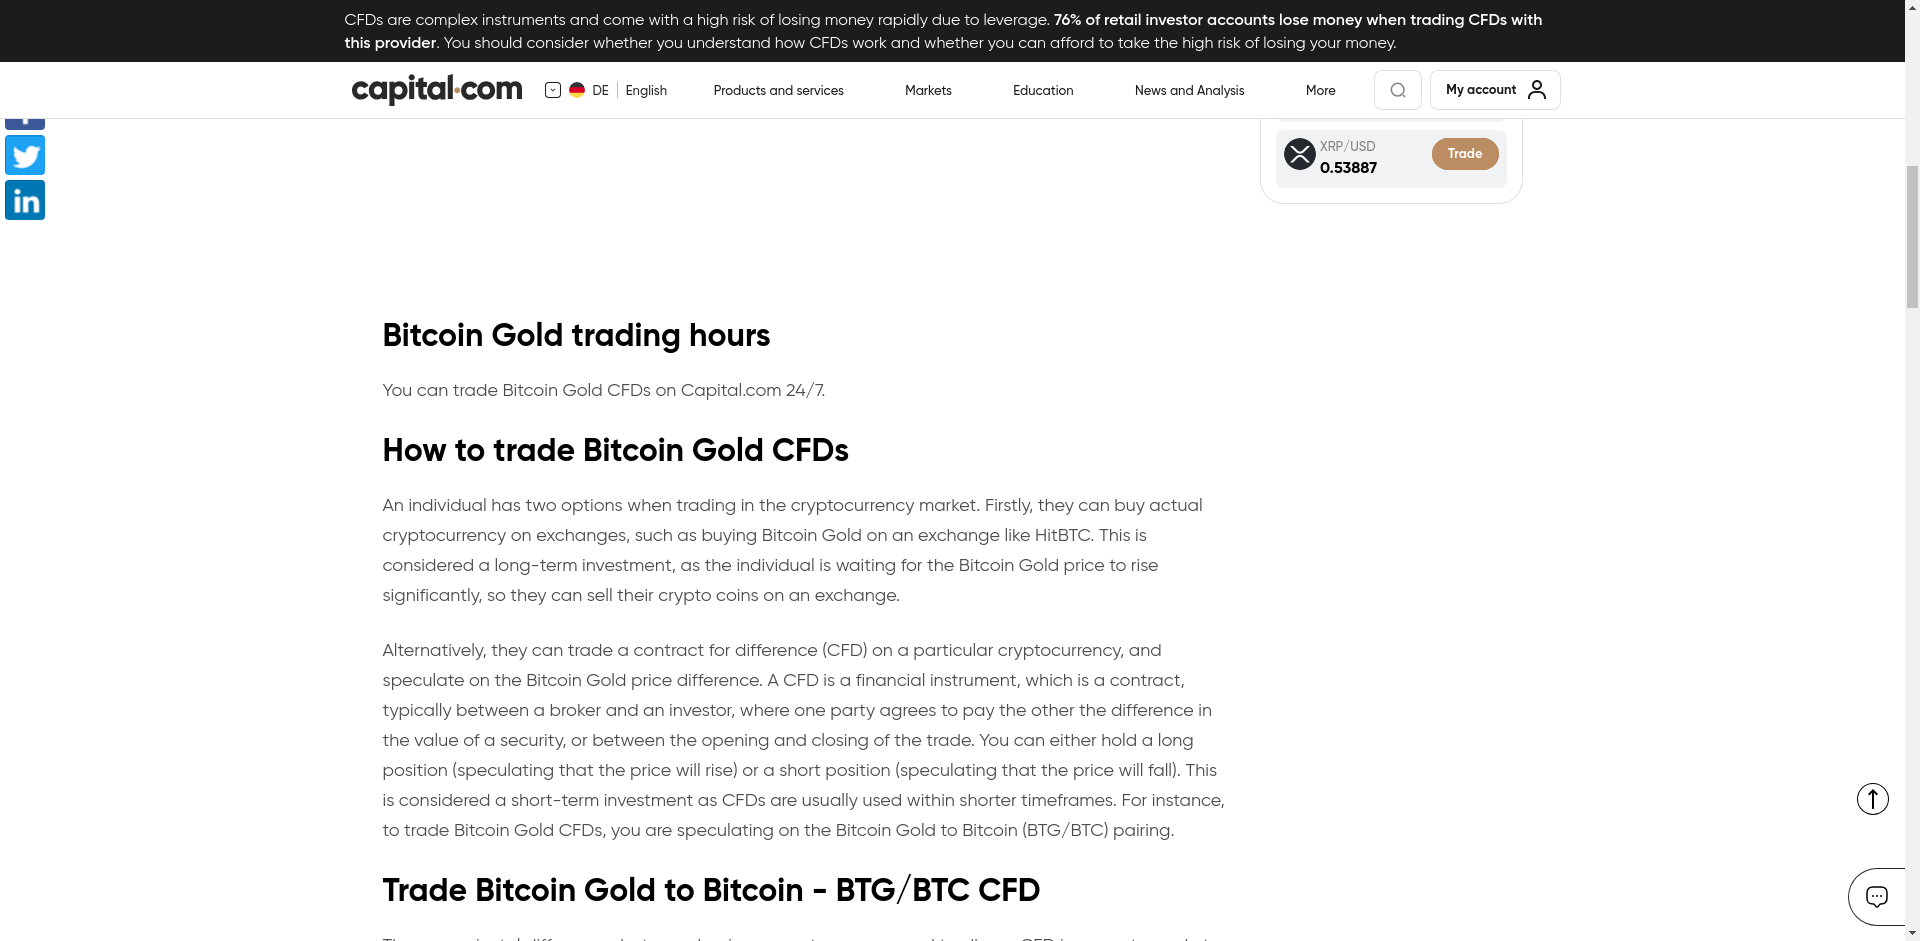 CFDs are complex instruments and come with a high risk of losing money rapidly due to leverage. 76% of retail investor accounts lose money when trading CFDs with
this provider. You should consider whether you understand how CFDs work and whether you can afford to take the high risk of losing your money.
capital.com
DE
English
Products and services
Markets
Education
News and Analysis
More
My account
in
XRP/USD
0.53887
Trade
Bitcoin Gold trading hours
You can trade Bitcoin Gold CFDs on Capital.com 24/7.
How to trade Bitcoin Gold CFDs
An individual has two options when trading in the cryptocurrency market. Firstly, they can buy actual
cryptocurrency on exchanges, such as buying Bitcoin Gold on an exchange like HitBTC. This is
considered a long-term investment, as the individual is waiting for the Bitcoin Gold price to rise
significantly, so they can sell their crypto coins on an exchange.
Alternatively, they can trade a contract for difference (CFD) on a particular cryptocurrency, and
speculate on the Bitcoin Gold price difference. A CFD is a financial instrument, which is a contract,
typically between a broker and an investor, where one party agrees to pay the other the difference in
the value of a security, or between the opening and closing of the trade. You can either hold a long
position (speculating that the price will rise) or a short position (speculating that the price will fall). This
is considered a short-term investment as CFDs are usually used within shorter timeframes. For instance,
to trade Bitcoin Gold CFDs, you are speculating on the Bitcoin Gold to Bitcoin (BTG/BTC) pairing.
Trade Bitcoin Gold to Bitcoin - BTG/BTC CFD